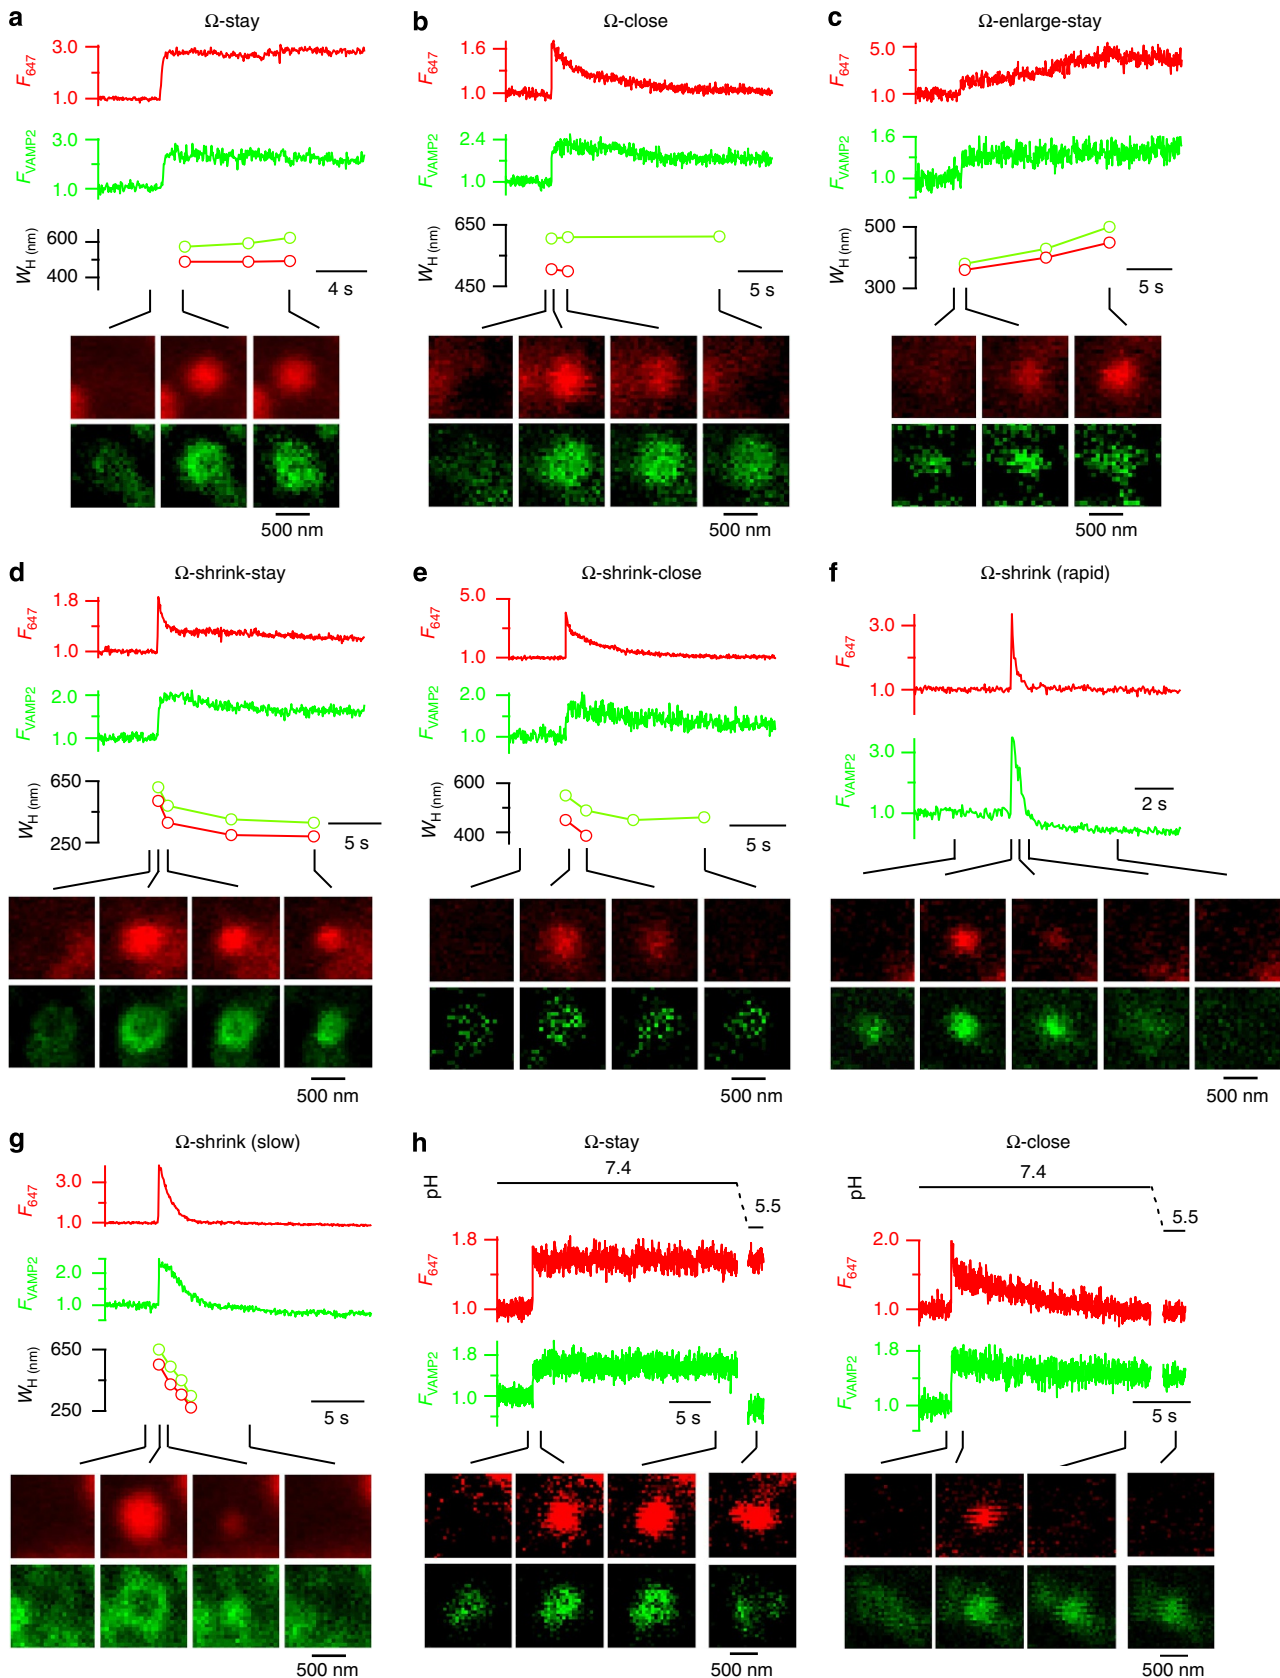 a Ω-stay
F647
3.0
1.0
FVAMP2
3.0
1.0
WH (nm)
600
400
4 s
500 nm
b Ω-close
F647
1.6
1.0
FVAMP2
2.4
1.0
WH (nm)
650
450
5 s
500 nm
c Ω-enlarge-stay
F647
5.0
1.0
FVAMP2
1.6
1.0
WH (nm)
500
300
5 s
500 nm
d Ω-shrink-stay
F647
1.8
1.0
FVAMP2
2.0
1.0
WH (nm)
650
250
5 s
500 nm
e Ω-shrink-close
F647
5.0
1.0
FVAMP2
2.0
1.0
WH (nm)
600
400
5 s
500 nm
f Ω-shrink (rapid)
F647
3.0
1.0
FVAMP2
3.0
1.0
2 s
500 nm
g Ω-shrink (slow)
F647
3.0
1.0
FVAMP2
2.0
1.0
WH (nm)
650
250
5 s
500 nm
h Ω-stay
pH
7.4
5.5
F647
1.8
1.0
FVAMP2
1.8
1.0
5 s
500 nm
Ω-close
pH
7.4
5.5
F647
2.0
1.0
FVAMP2
1.8
1.0
5 s
500 nm